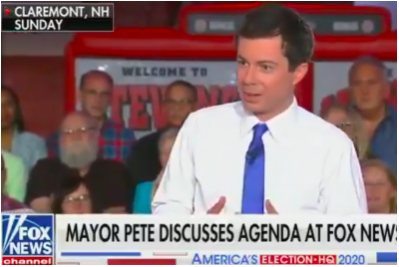 CLAREMONT, NH
SUNDAY
WELCOME TO
STEVENS
FOX
NEWS
channel
MAYOR PETE DISCUSSES AGENDA AT FOX NEWS
AMERICA'S ELECTION HQ 2020